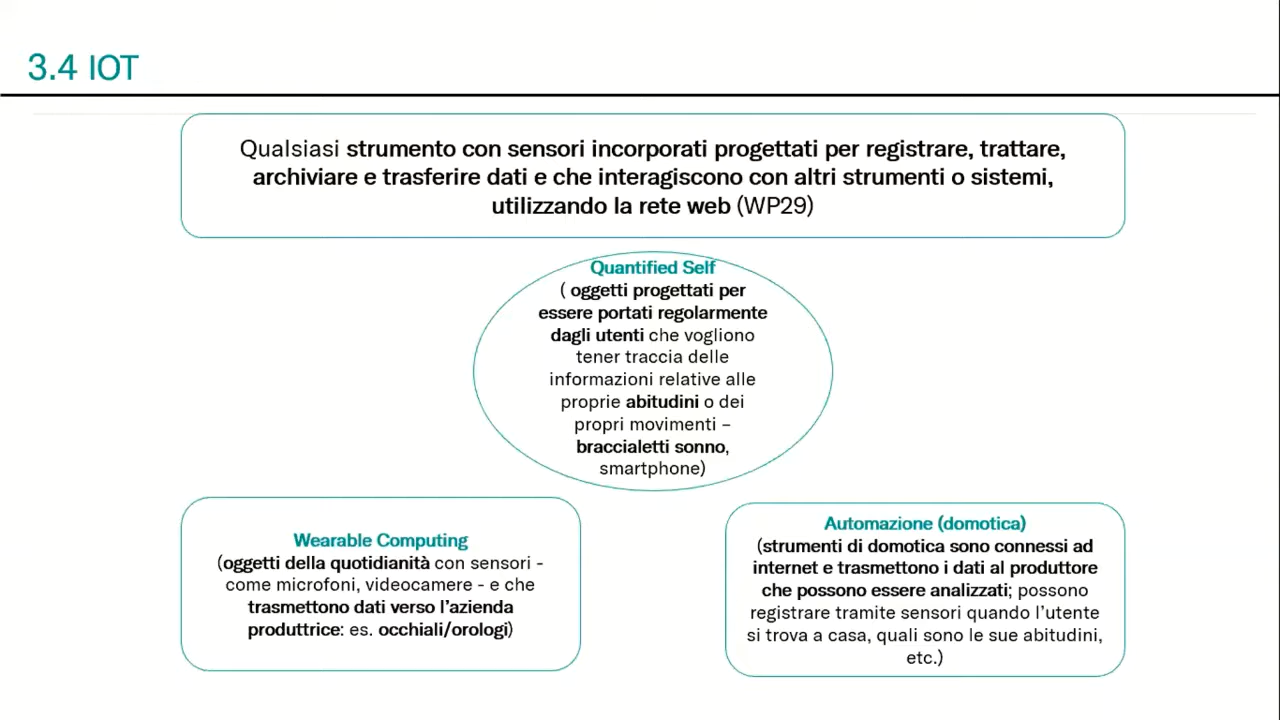 3.4 IOT
Qualsiasi strumento con sensori incorporati progettati per registrare, trattare,
archiviare e trasferire dati e che interagiscono con altri strumenti o sistemi,
utilizzando la rete web (WP29)
Quantified Self
( oggetti progettati per
essere portati regolarmente
dagli utenti che vogliono
tener traccia delle
informazioni relative alle
proprie abitudini o dei
propri movimenti –
braccialetti sonno,
smartphone)
Wearable Computing
(oggetti della quotidianità con sensori -
come microfoni, videocamere - e che
trasmettono dati verso l'azienda
produttrice: es. occhiali/orologi)
Automazione (domotica)
(strumenti di domotica sono connessi ad
internet e trasmettono i dati al produttore
che possono essere analizzati; possono
registrare tramite sensori quando l'utente
si trova a casa, quali sono le sue abitudini,
etc.)